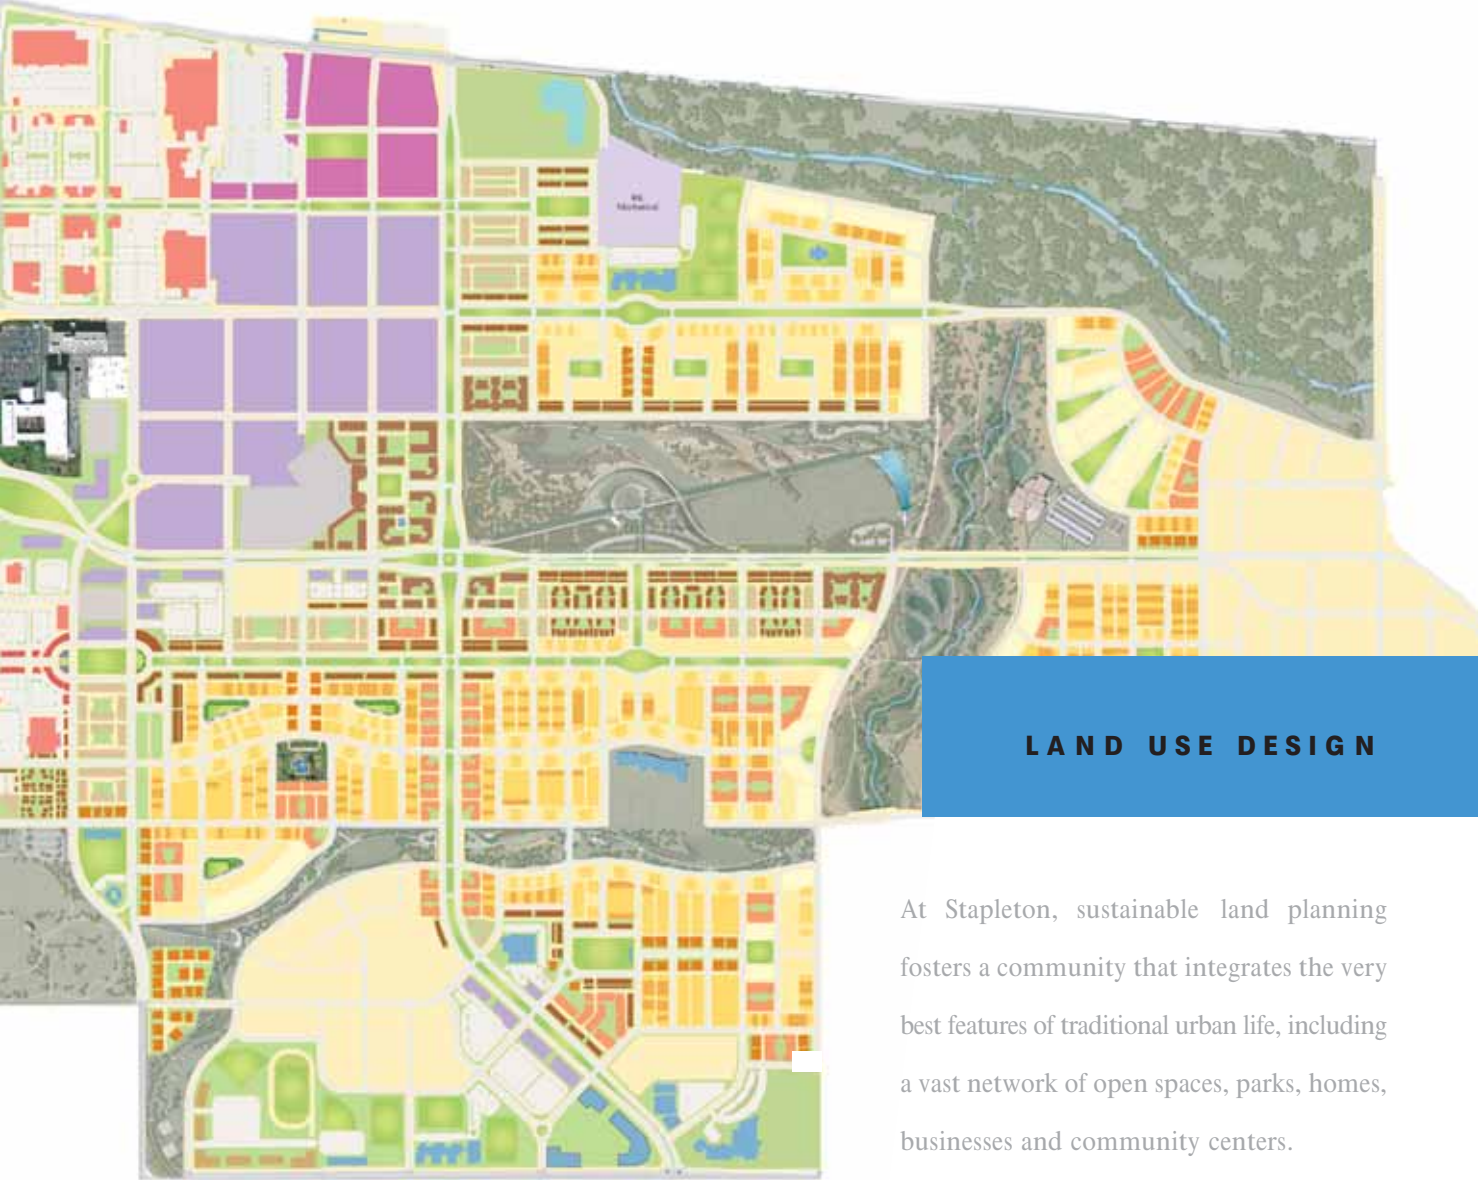 LAND USE DESIGN
At Stapleton, sustainable land planning
fosters a community that integrates the very
best features of traditional urban life, including
a vast network of open spaces, parks, homes,
businesses and community centers.